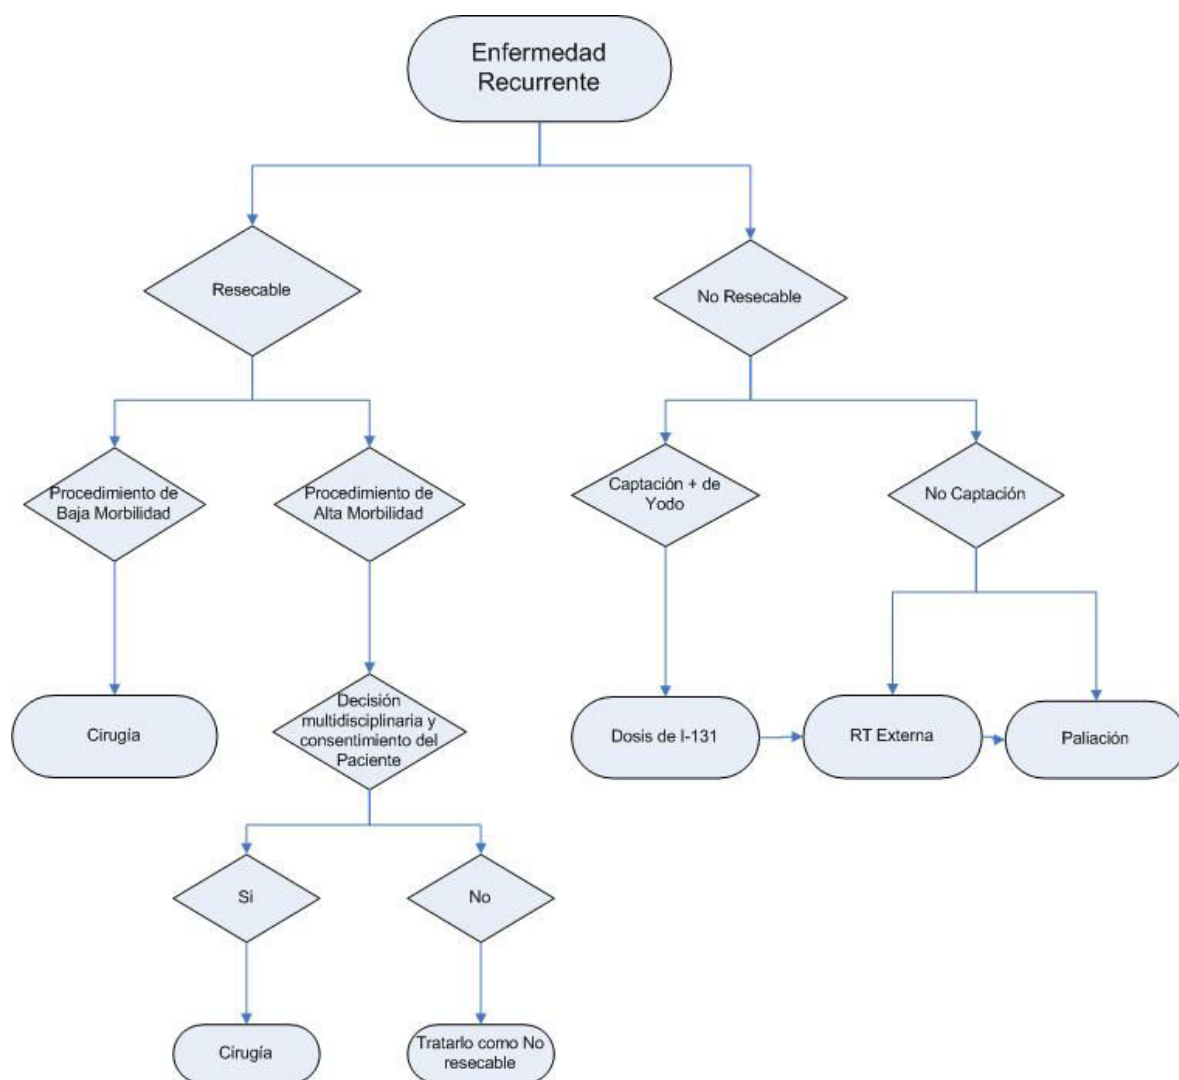 Enfermedad
Recurrente
Resecable
No Resecable
Procedimiento de
Baja Morbilidad
Procedimiento de
Alta Morbilidad
Captación + de
Yodo
No Captación
Decisión
multidisciplinaria y
consentimiento del
Paciente
Cirugía
Dosis de I-131
RT Externa
Paliación
Si
No
Cirugía
Tratarlo como No
resecable